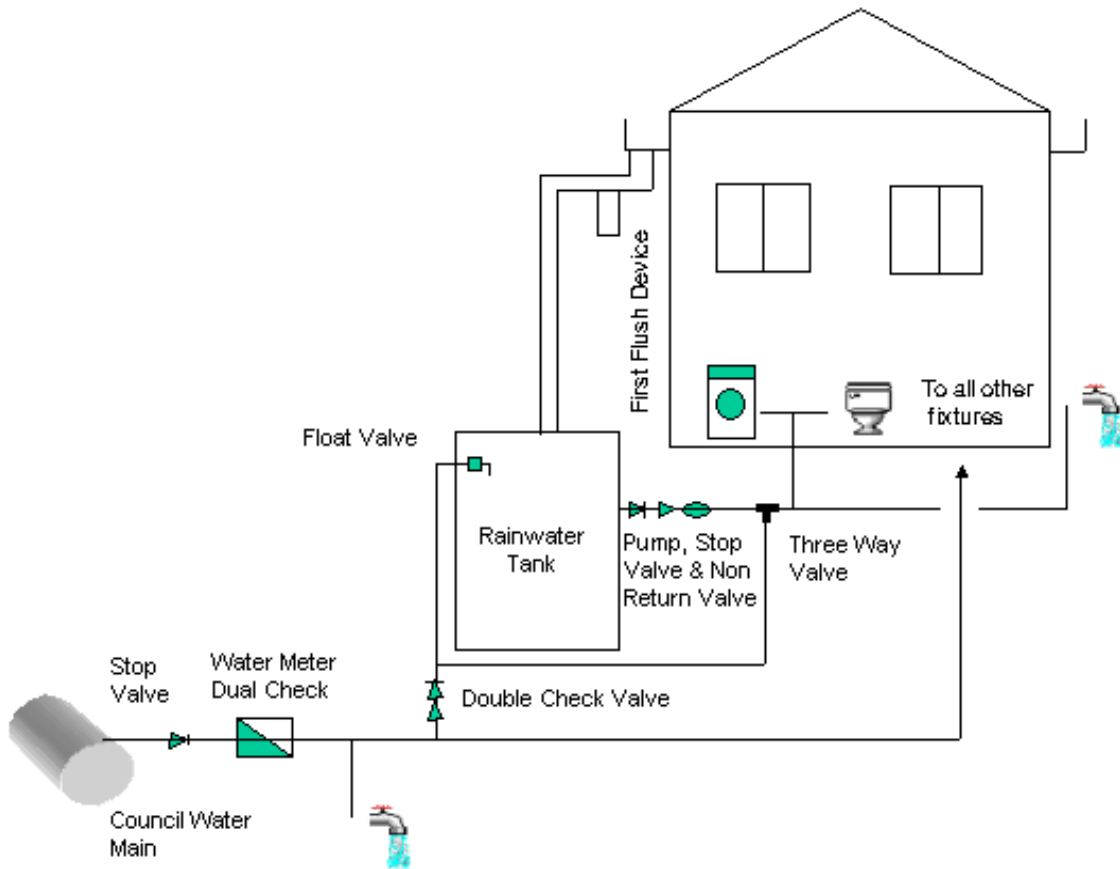 First Flush Device
To all other
fixtures
Float Valve
Rainwater
Tank
Pump, Stop
Valve & Non
Return Valve
Three Way
Valve
Stop
Valve
Water Meter
Dual Check
Double Check Valve
Council Water
Main